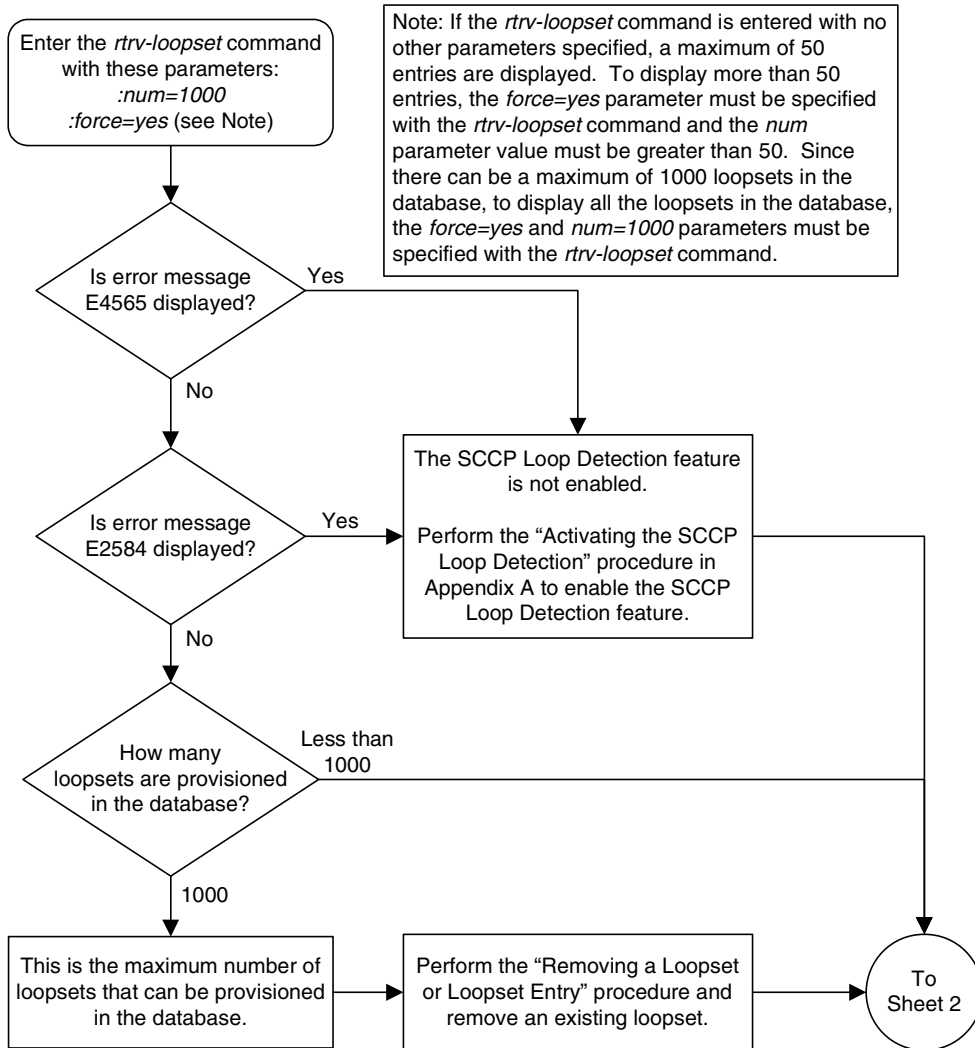 Enter the rtrv-loopset command
with these parameters:
:num=1000
:force=yes (see Note)
Note: If the rtrv-loopset command is entered with no
other parameters specified, a maximum of 50
entries are displayed. To display more than 50
entries, the force=yes parameter must be specified
with the rtrv-loopset command and the num
parameter value must be greater than 50. Since
there can be a maximum of 1000 loopsets in the
database, to display all the loopsets in the database,
the force=yes and num=1000 parameters must be
specified with the rtrv-loopset command.
Is error message
E4565 displayed?
Yes
No
Is error message
E2584 displayed?
Yes
The SCCP Loop Detection feature
is not enabled.
Perform the “Activating the SCCP
Loop Detection” procedure in
Appendix A to enable the SCCP
Loop Detection feature.
No
How many
loopsets are provisioned
in the database?
Less than
1000
1000
This is the maximum number of
loopsets that can be provisioned
in the database.
Perform the “Removing a Loopset
or Loopset Entry” procedure and
remove an existing loopset.
To
Sheet 2